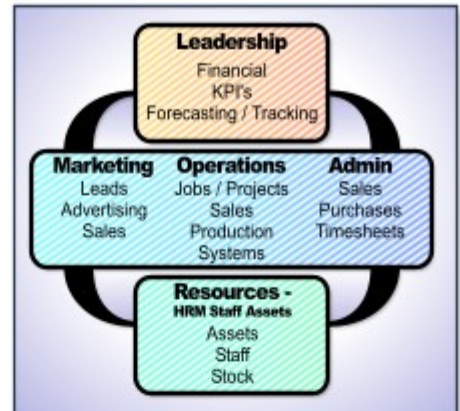 Leadership
Financial
KPI's
Forecasting / Tracking
Marketing
Leads
Advertising
Sales
Operations
Jobs / Projects
Sales
Production
Systems
Admin
Sales
Purchases
Timesheets
Resources -
HRM Staff Assets
Assets
Staff
Stock